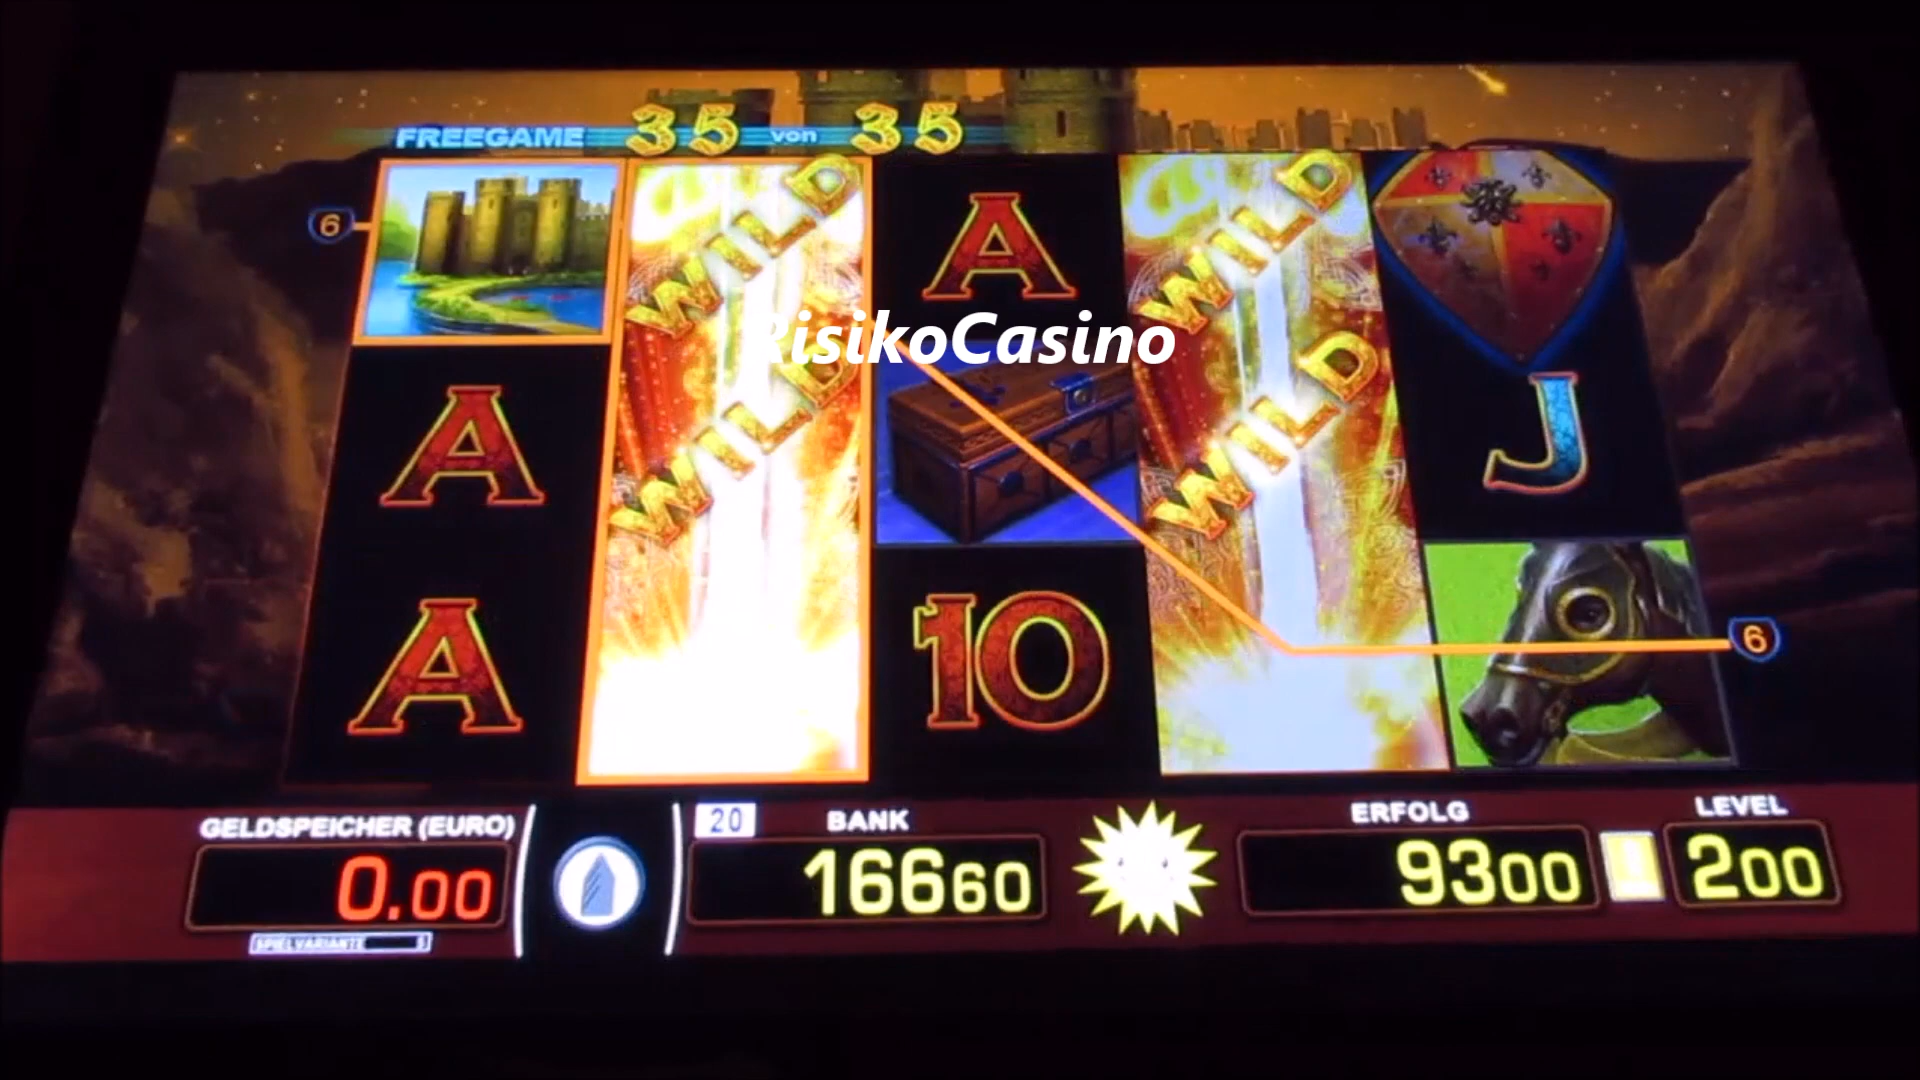 FREEGAME 35 von 35
6
WILD WILD
A A
RisikoCasino
WILD WILD
A J
A 10
6
GELDSPEICHER (EURO) 20 BANK ERFOLG LEVEL
0.00 16660 9300 200
SPIELVARIANTE